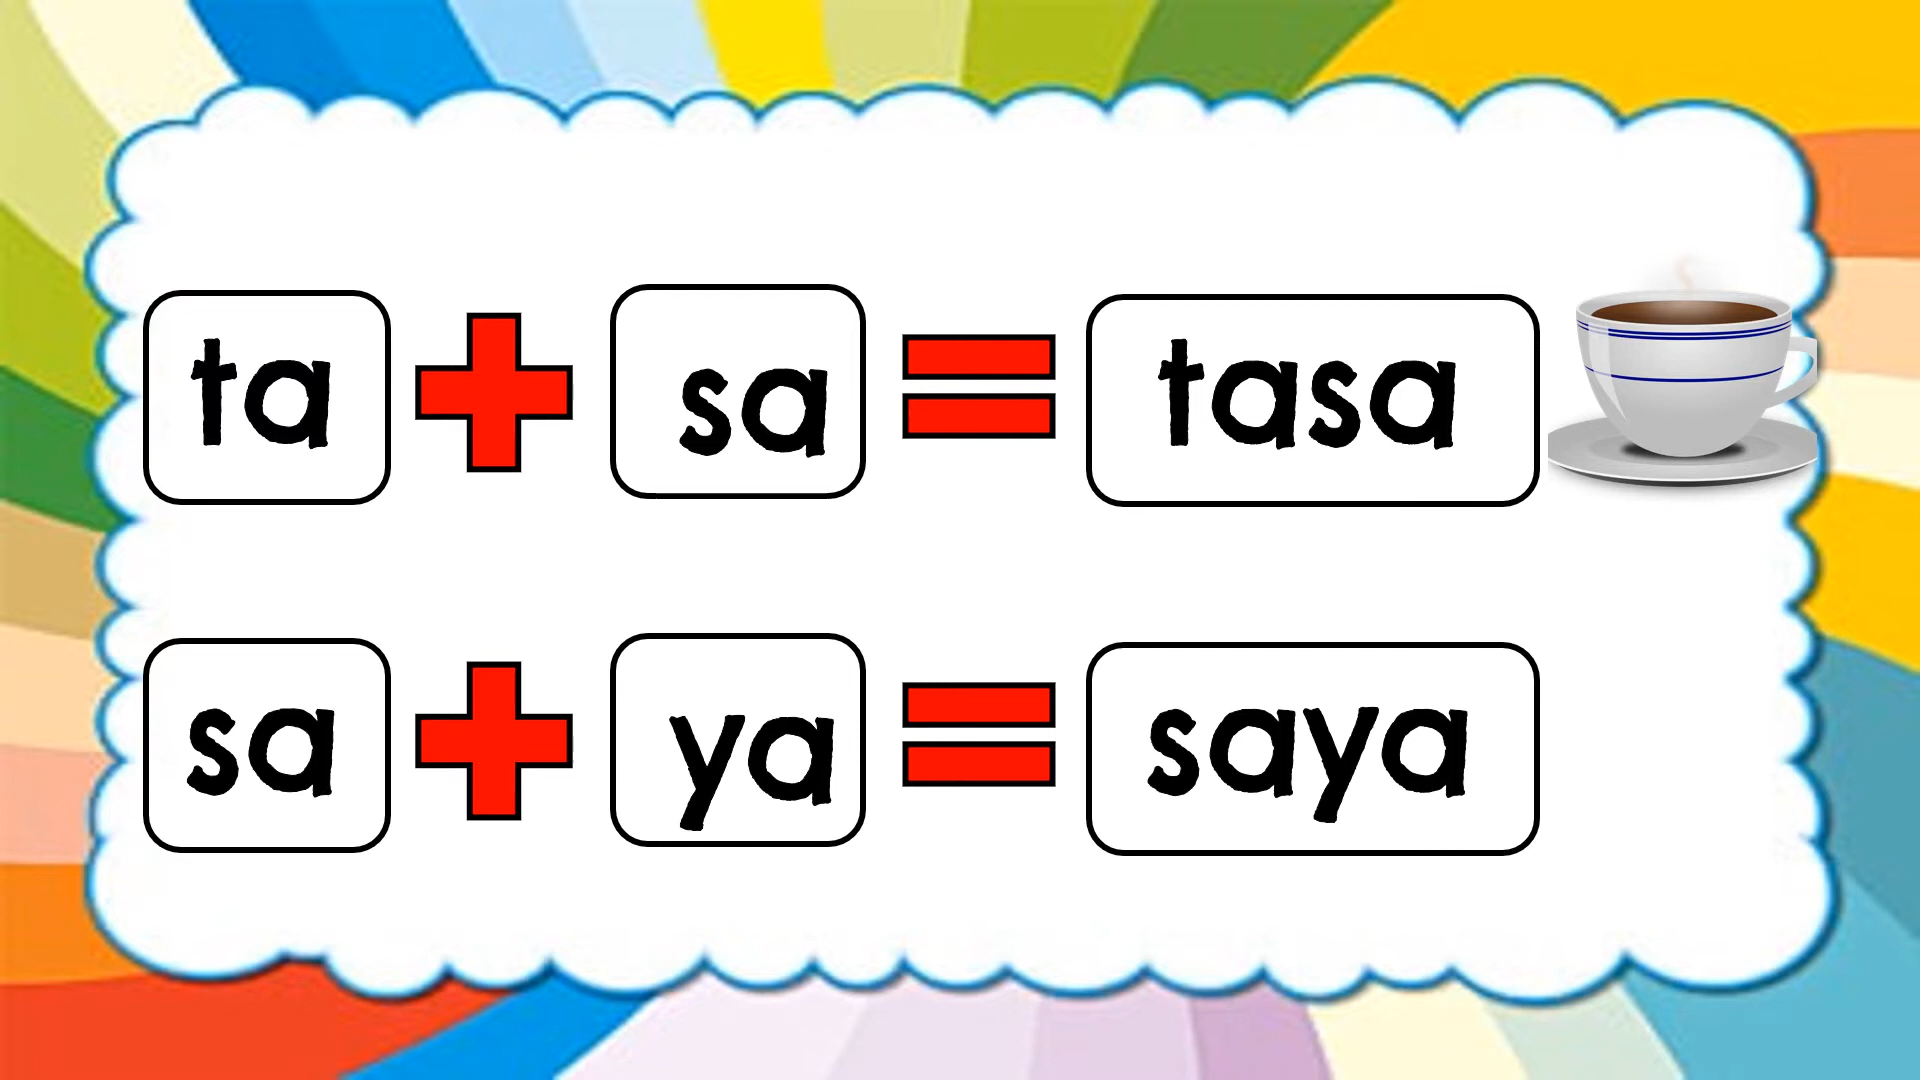 ta + sa = tasa
sa + ya = saya